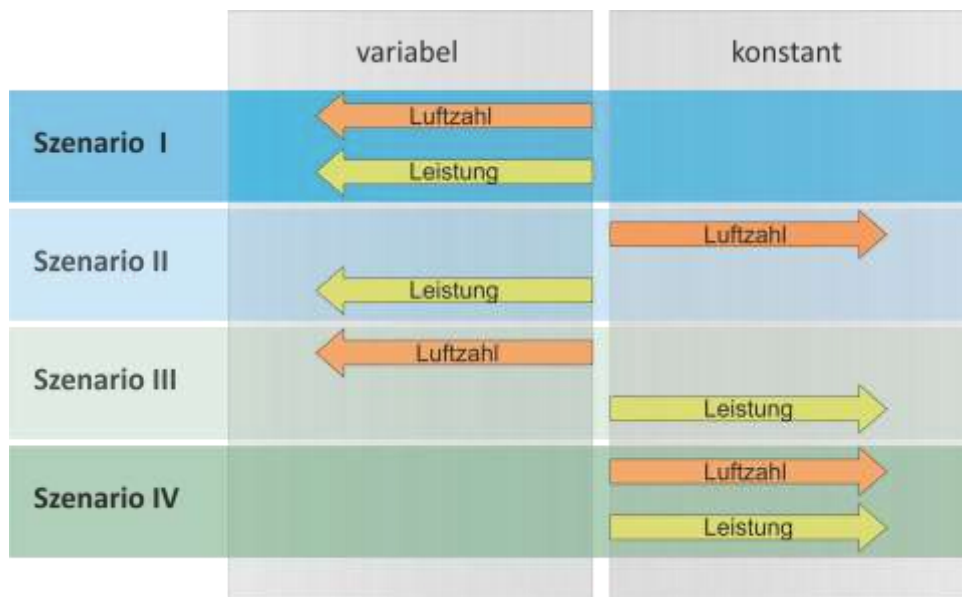 variabel konstant
Szenario I
Luftzahl
Leistung
Szenario II
Luftzahl
Leistung
Szenario III
Luftzahl
Leistung
Szenario IV
Luftzahl
Leistung